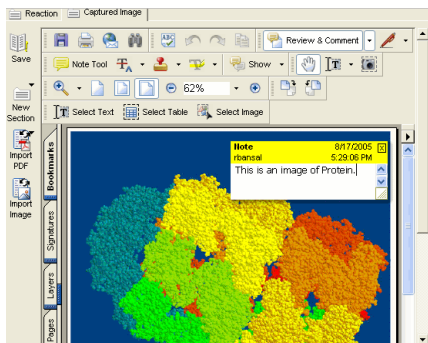 Reaction Captured Image
Save
Review & Comment
Note Tool Show
62%
New
Section
Select Text Select Table Select Image
Import
PDF
Import
Image
Bookmarks
Signatures
Layers
Pages
Note 8/17/2005
rbansal 5:29:06 PM
This is an image of Protein.